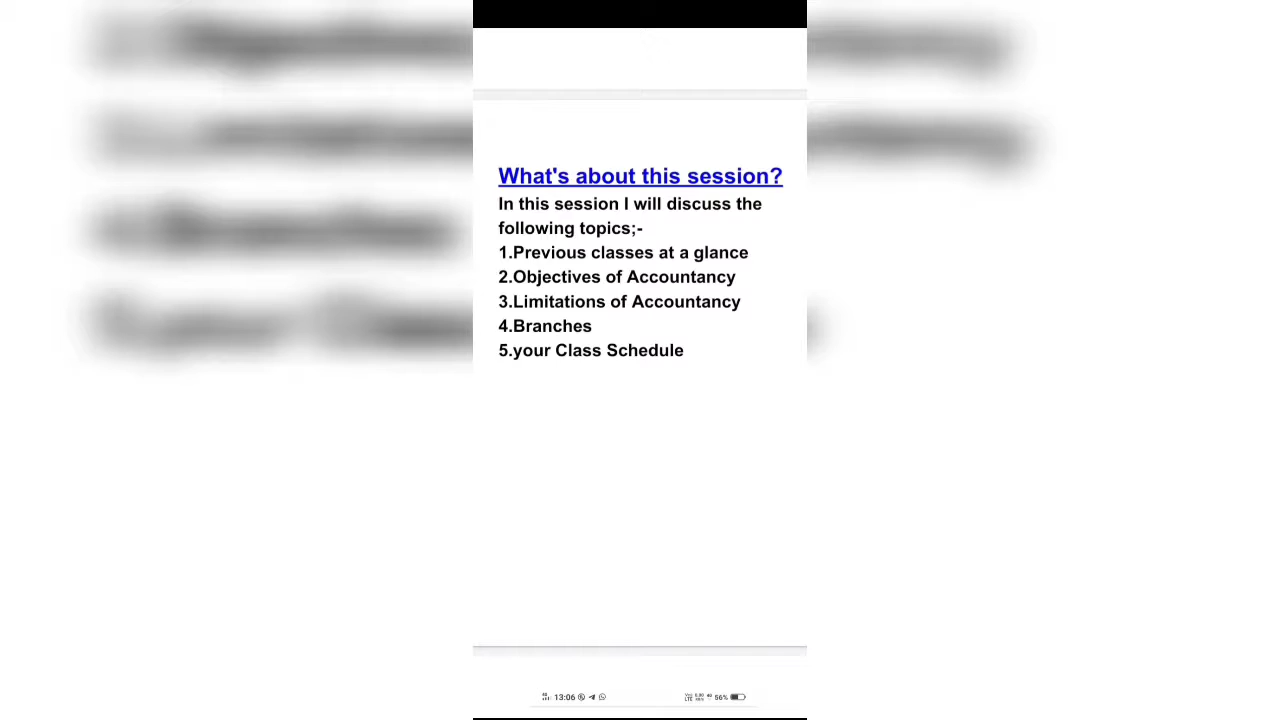 What's about this session?
In this session I will discuss the
following topics;-
1.Previous classes at a glance
2.Objectives of Accountancy
3.Limitations of Accountancy
4.Branches
5.your Class Schedule
13:06
56%